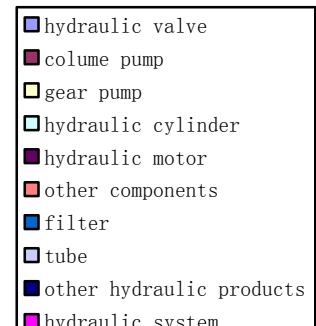 hydraulic valve
colume pump
gear pump
hydraulic cylinder
hydraulic motor
other components
filter
tube
other hydraulic products
hydraulic system